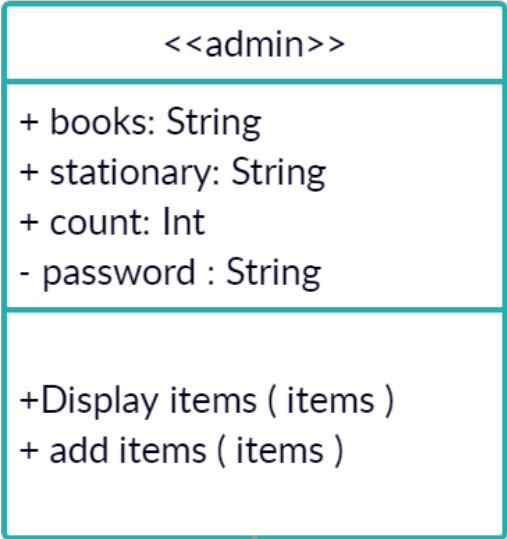 <<admin>>
+ books: String
+ stationary: String
+ count: Int
- password : String
+Display items ( items )
+ add items ( items )